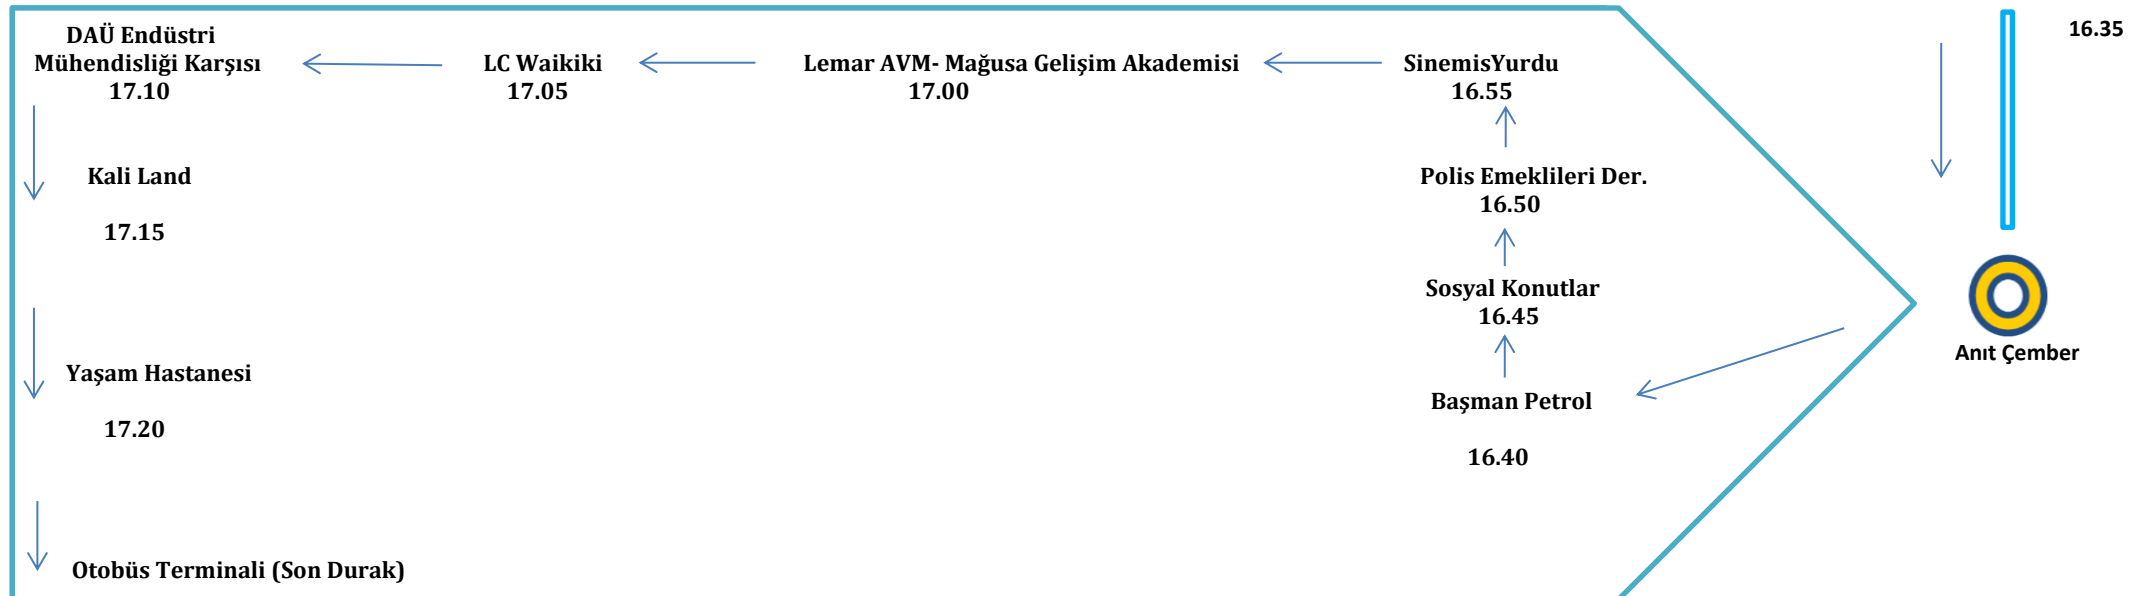 16.35
DAÜ Endüstri
Mühendisliği Karşısı
17.10
LC Waikiki
17.05
Lemar AVM- Mağusa Gelişim Akademisi
17.00
SinemisYurdu
16.55
Kali Land
17.15
Polis Emeklileri Der.
16.50
Sosyal Konutlar
16.45
Anıt Çember
Yaşam Hastanesi
17.20
Başman Petrol
16.40
Otobüs Terminali (Son Durak)